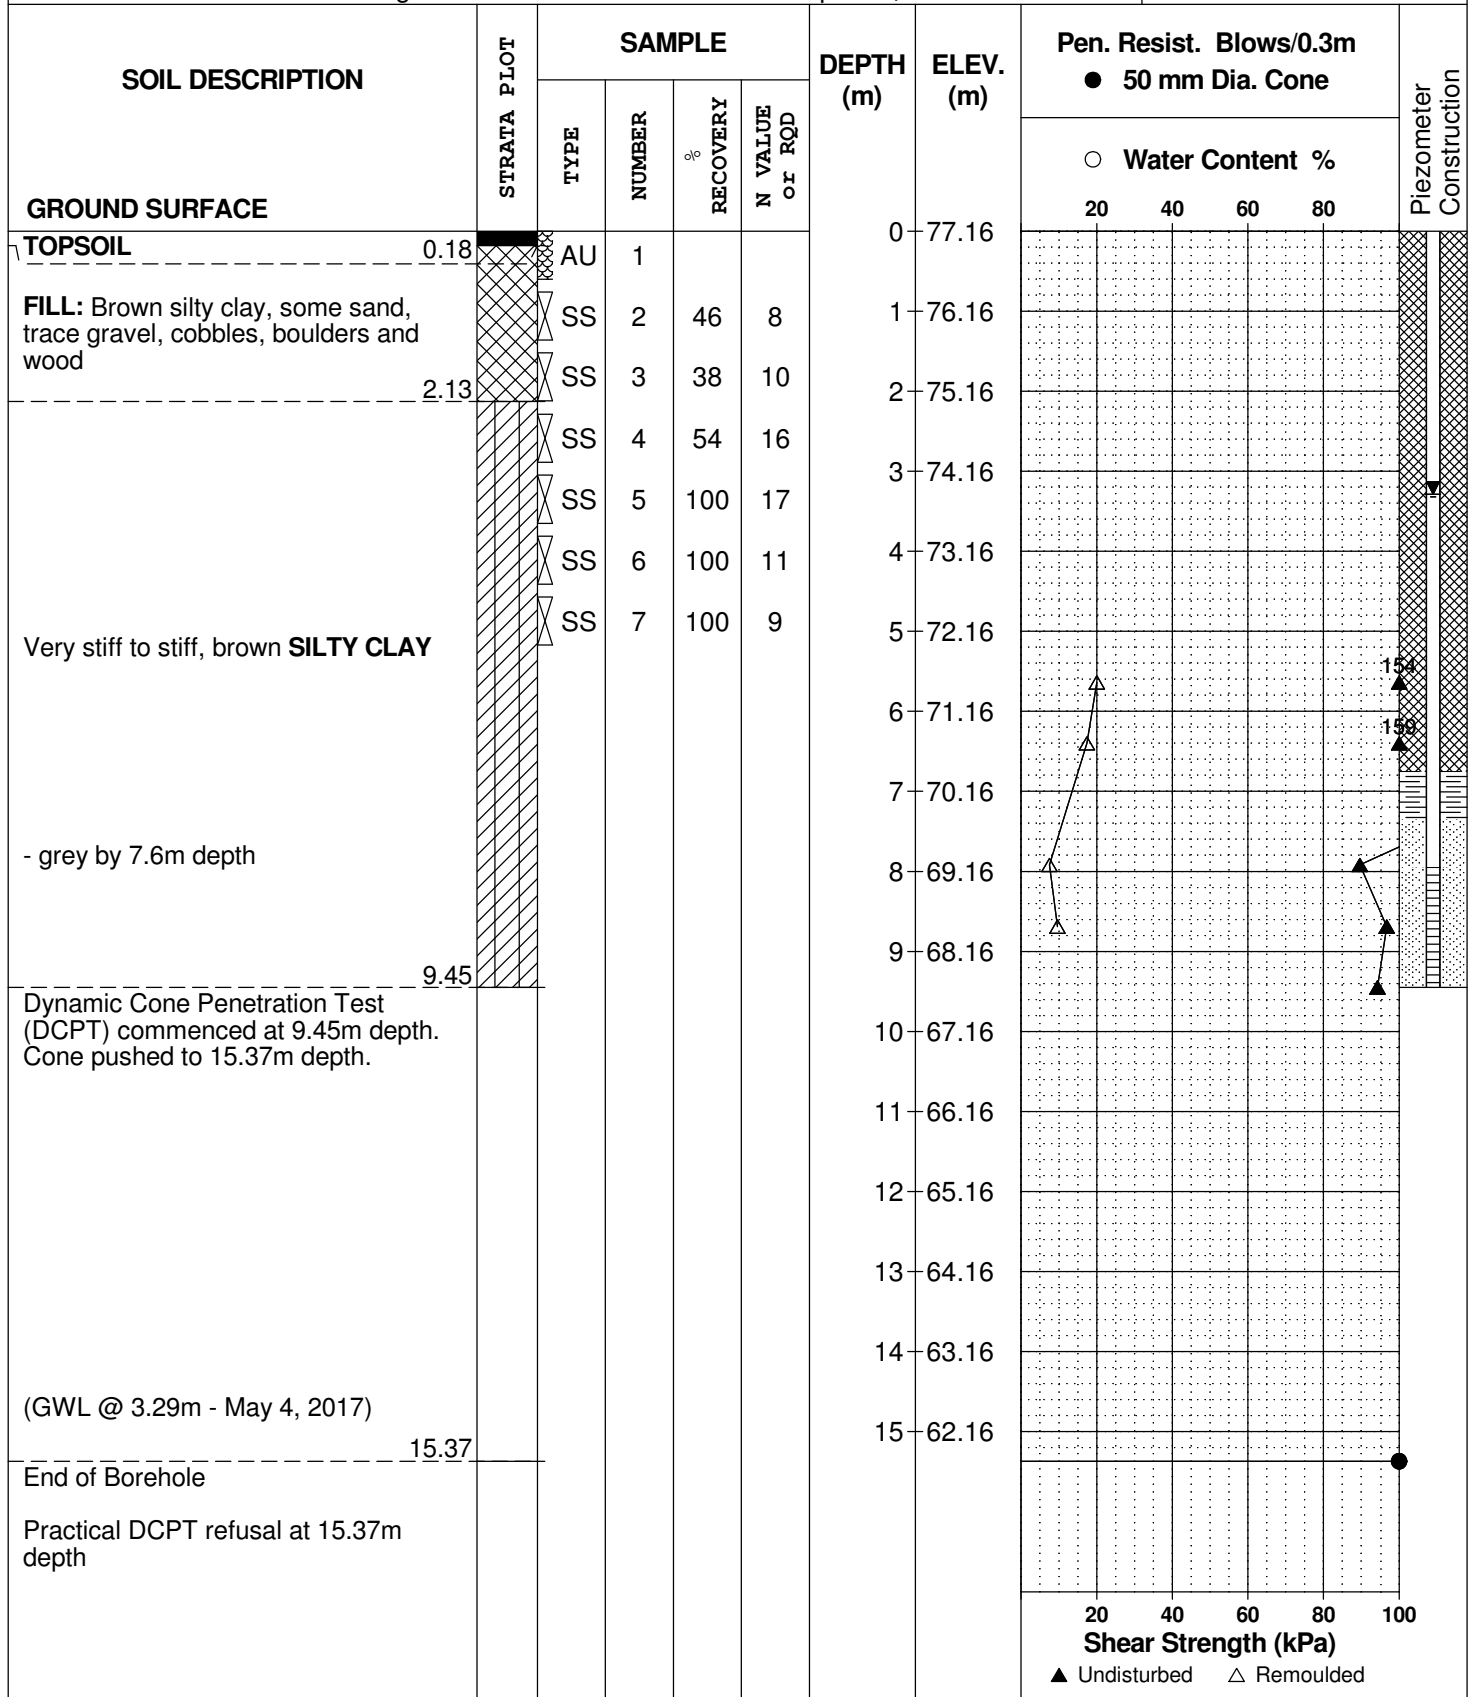 SOIL DESCRIPTION
GROUND SURFACE
STRATA PLOT
SAMPLE
TYPE
NUMBER
%
RECOVERY
N VALUE
or RQD
DEPTH
(m)
ELEV.
(m)
Pen. Resist. Blows/0.3m
● 50 mm Dia. Cone
○ Water Content %
20 40 60 80
Piezometer
Construction
TOPSOIL 0.18
FILL: Brown silty clay, some sand,
trace gravel, cobbles, boulders and
wood
2.13
Very stiff to stiff, brown SILTY CLAY
- grey by 7.6m depth
9.45
Dynamic Cone Penetration Test
(DCPT) commenced at 9.45m depth.
Cone pushed to 15.37m depth.
(GWL @ 3.29m - May 4, 2017)
15.37
End of Borehole
Practical DCPT refusal at 15.37m
depth
AU 1
SS 2 46 8
SS 3 38 10
SS 4 54 16
SS 5 100 17
SS 6 100 11
SS 7 100 9
0 77.16
1 76.16
2 75.16
3 74.16
4 73.16
5 72.16
6 71.16
7 70.16
8 69.16
9 68.16
10 67.16
11 66.16
12 65.16
13 64.16
14 63.16
15 62.16
154
159
20 40 60 80 100
Shear Strength (kPa)
▲ Undisturbed △ Remoulded